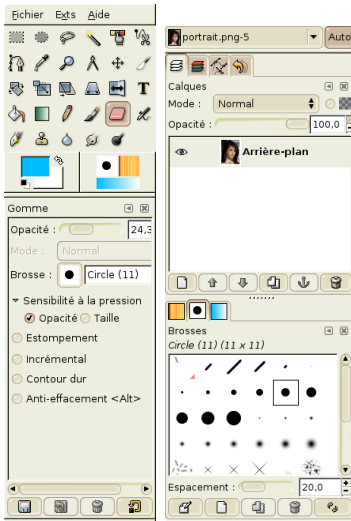 Fichier Exts Aide
T
Gomme
Opacité : 24,3
Mode : Normal
Brosse : Circle (11)
Sensibilité à la pression
Opacité Taille
Estompement
Incrémental
Contour dur
Anti-effacement <Alt>
portrait.png-5 Auto
Calques
Mode : Normal
Opacité : 100,0
Arrière-plan
Brosses
Circle (11) (11 x 11)
Espacement : 20,0